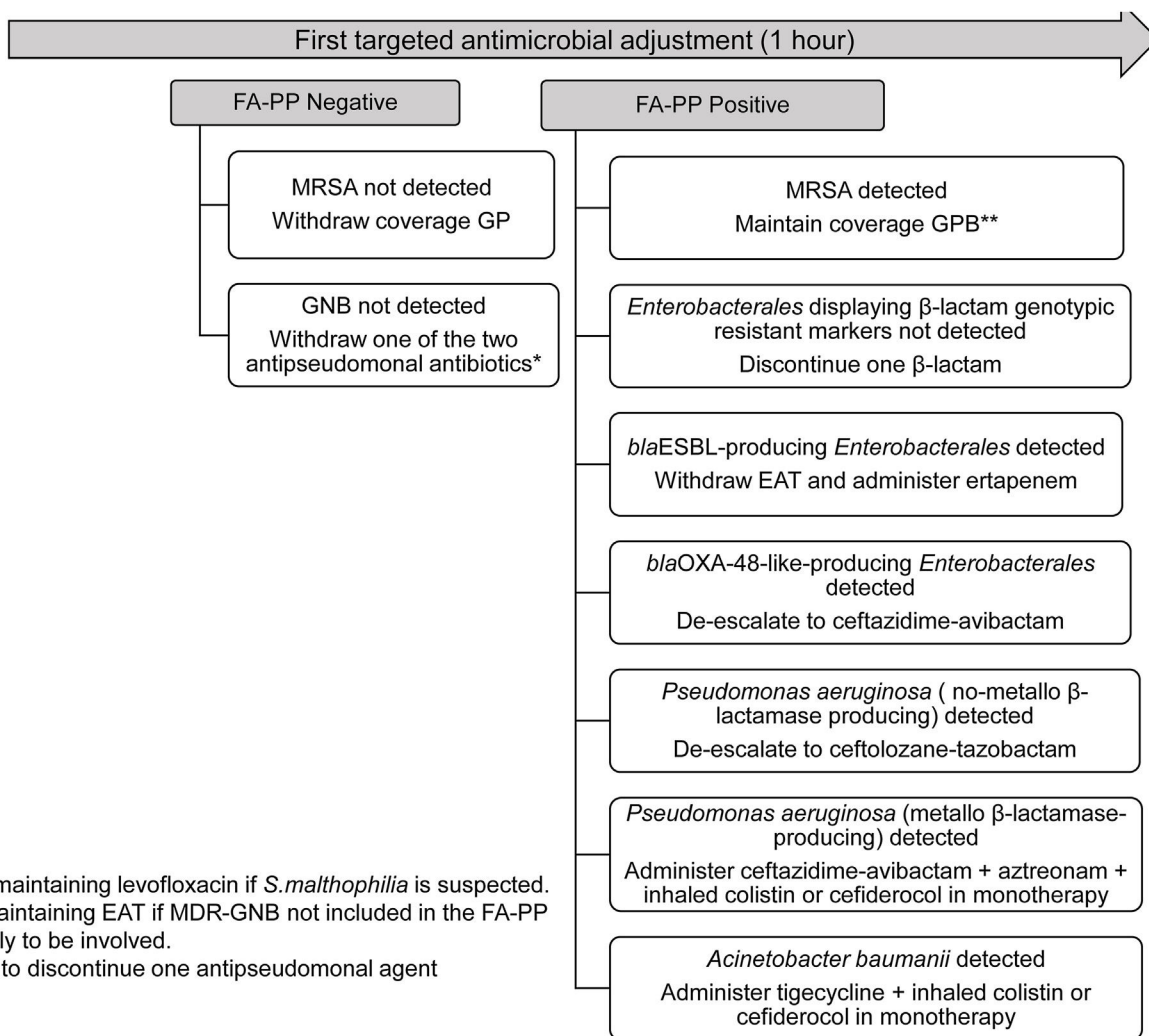 First targeted antimicrobial adjustment (1 hour)
FA-PP Negative
MRSA not detected
Withdraw coverage GP
GNB not detected
Withdraw one of the two
antipseudomonal antibiotics*
FA-PP Positive
MRSA detected
Maintain coverage GPB**
Enterobacterales displaying β-lactam genotypic
resistant markers not detected
Discontinue one β-lactam
blaESBL-producing Enterobacterales detected
Withdraw EAT and administer ertapenem
blaOXA-48-like-producing Enterobacterales
detected
De-escalate to ceftazidime-avibactam
Pseudomonas aeruginosa ( no-metallo β-
lactamase producing) detected
De-escalate to ceftolozane-tazobactam
Pseudomonas aeruginosa (metallo β-lactamase-
producing) detected
Administer ceftazidime-avibactam + aztreonam +
inhaled colistin or cefiderocol in monotherapy
Acinetobacter baumanii detected
Administer tigecycline + inhaled colistin or
cefiderocol in monotherapy
maintaining levofloxacin if S.malthophilia is suspected.
maintaining EAT if MDR-GNB not included in the FA-PP
to be involved.
to discontinue one antipseudomonal agent